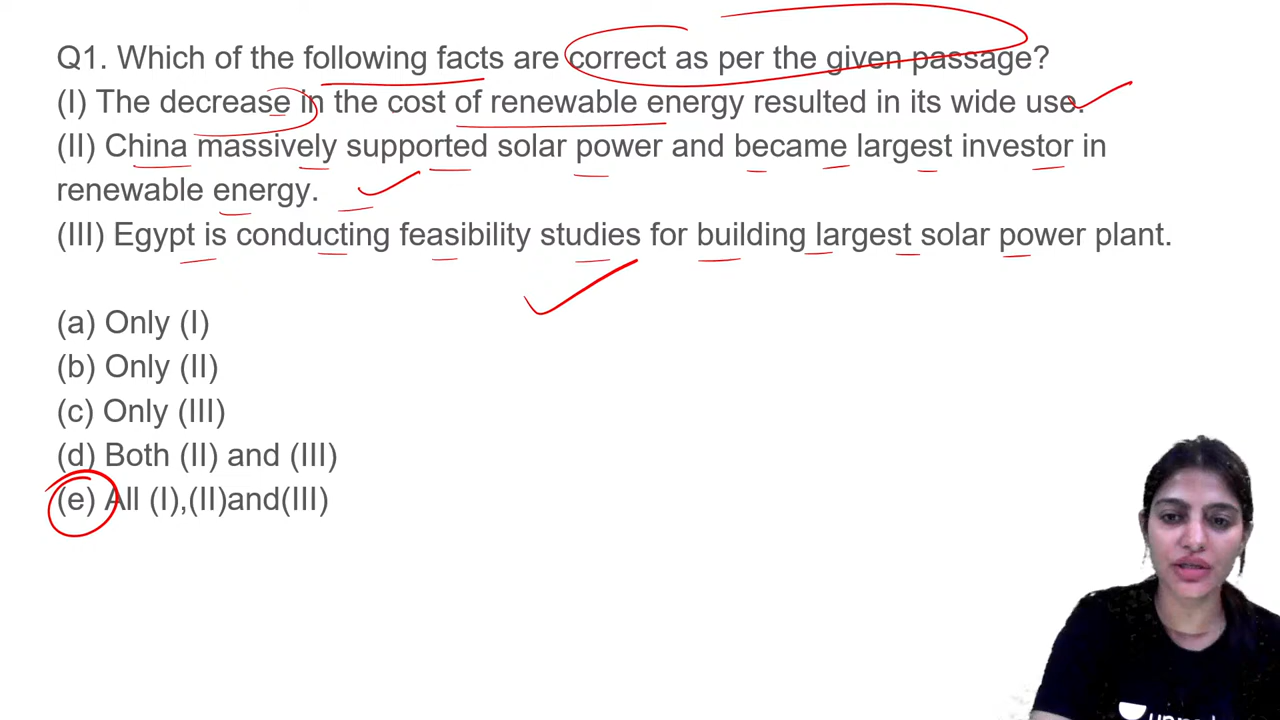 Q1. Which of the following facts are correct as per the given passage?
(I) The decrease in the cost of renewable energy resulted in its wide use.
(II) China massively supported solar power and became largest investor in
renewable energy.
(III) Egypt is conducting feasibility studies for building largest solar power plant.
(a) Only (I)
(b) Only (II)
(c) Only (III)
(d) Both (II) and (III)
(e) All (I),(II)and(III)